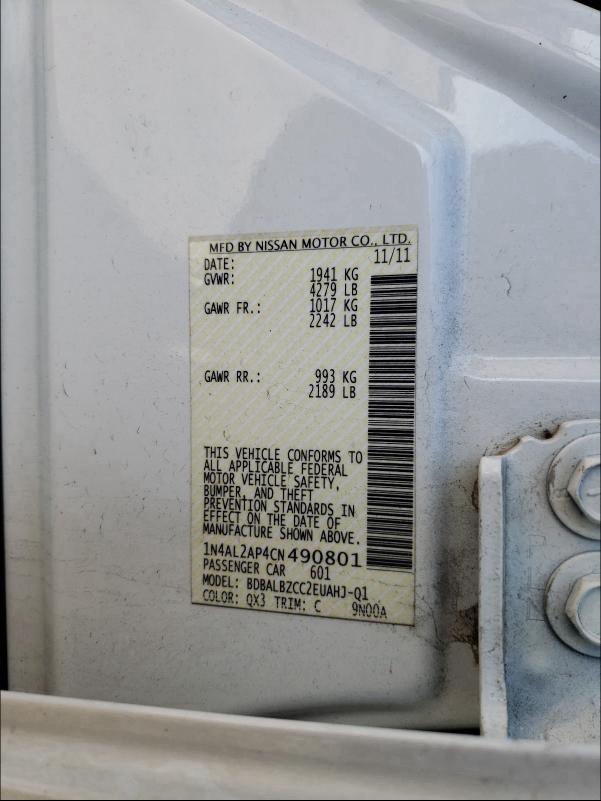 MFD BY NISSAN MOTOR CO., LTD.
DATE: 11/11
GVWR: 1941 KG
4279 LB
GAWR FR.: 1017 KG
2242 LB
GAWR RR.: 993 KG
2189 LB
THIS VEHICLE CONFORMS TO
ALL APPLICABLE FEDERAL
MOTOR VEHICLE SAFETY,
BUMPER, AND THEFT
PREVENTION STANDARDS IN
EFFECT ON THE DATE OF
MANUFACTURE SHOWN ABOVE.
1N4AL2AP4CN490801
PASSENGER CAR 601
MODEL: BDBALBZCC2EUAHJ-Q1
COLOR: QX3 TRIM: C 9N00A